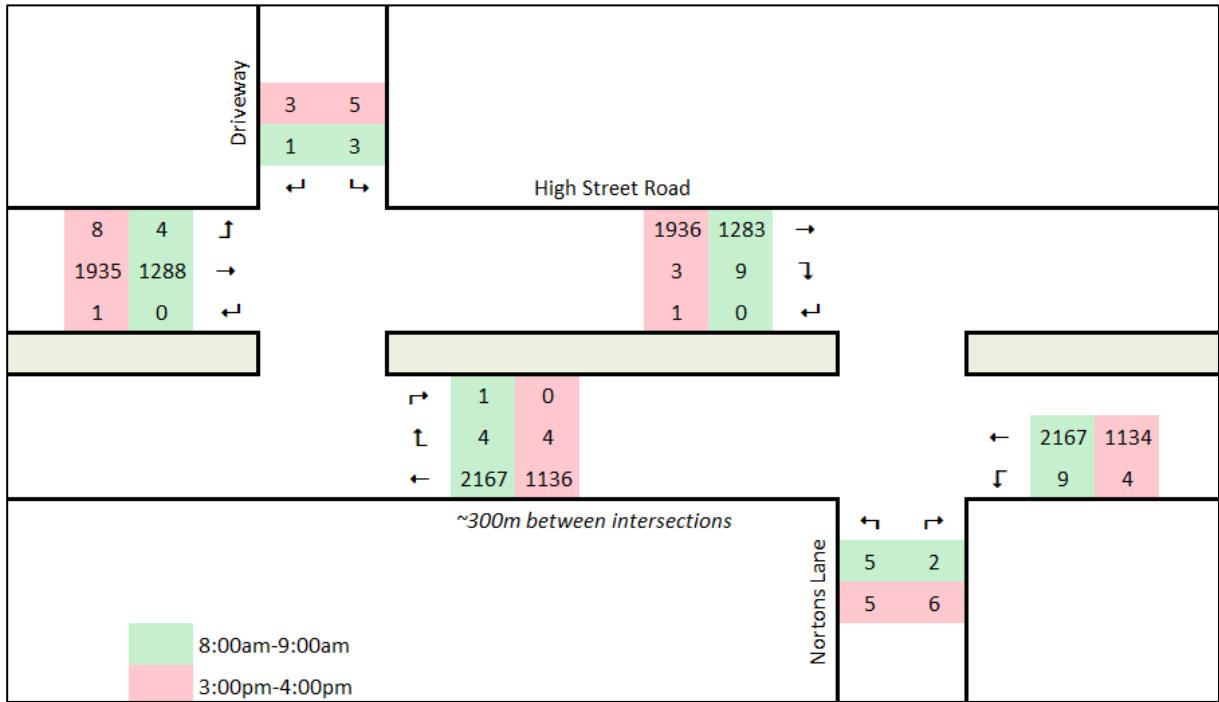 Driveway
3 5
1 3
High Street Road
8 4
1935 1288
1 0
1936 1283
3 9
1 0
1 0
4 4
2167 1136
2167 1134
9 4
~300m between intersections
Nortons Lane
5 2
5 6
8:00am-9:00am
3:00pm-4:00pm